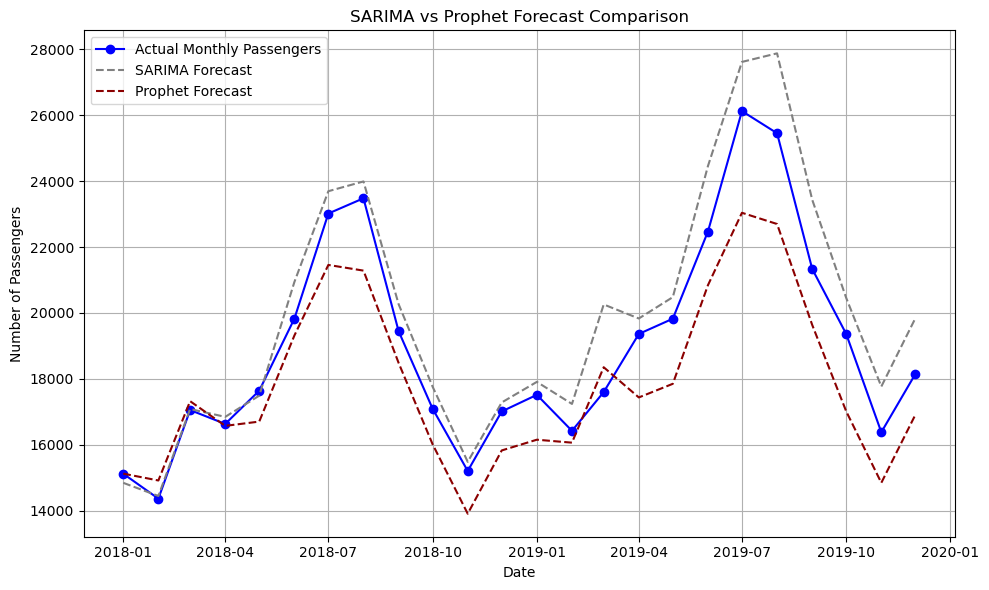 SARIMA vs Prophet Forecast Comparison
Actual Monthly Passengers
SARIMA Forecast
Prophet Forecast
Number of Passengers
28000
26000
24000
22000
20000
18000
16000
14000
2018-01
2018-04
2018-07
2018-10
2019-01
2019-04
2019-07
2019-10
2020-01
Date